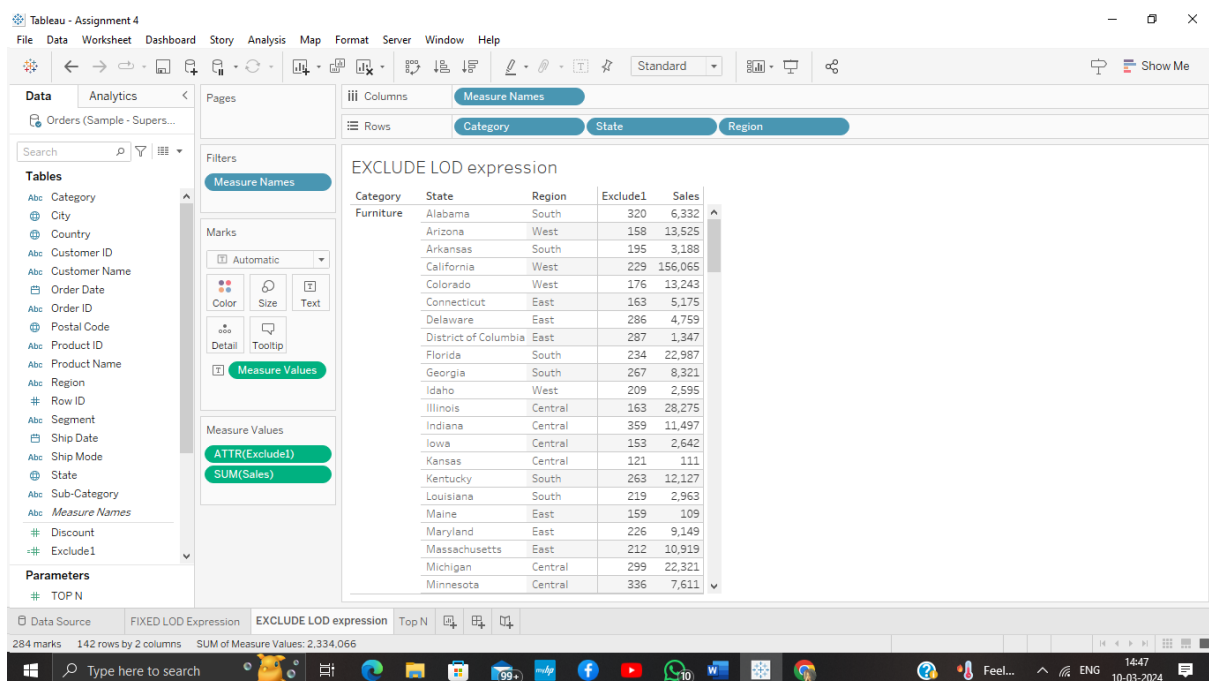 Tableau - Assignment 4
File Data Worksheet Dashboard Story Analysis Map Format Server Window Help
Standard
Show Me
Data Analytics
Orders (Sample - Supers...
Search
Tables
Abc Category
City
Country
Abc Customer ID
Abc Customer Name
Order Date
Abc Order ID
Postal Code
Abc Product ID
Abc Product Name
Abc Region
# Row ID
Abc Segment
Ship Date
Abc Ship Mode
State
Abc Sub-Category
Abc Measure Names
# Discount
=# Exclude1
Parameters
# TOP N
Pages
Filters
Measure Names
Marks
T Automatic
Color Size Text
Detail Tooltip
T Measure Values
Measure Values
ATTR(Exclude1)
SUM(Sales)
Columns Measure Names
Rows Category State Region
EXCLUDE LOD expression
Category State Region Exclude1 Sales
Furniture Alabama South 320 6,332
Arizona West 158 13,525
Arkansas South 195 3,188
California West 229 156,065
Colorado West 176 13,243
Connecticut East 163 5,175
Delaware East 286 4,759
District of Columbia East 287 1,347
Florida South 234 22,987
Georgia South 267 8,321
Idaho West 209 2,595
Illinois Central 163 28,275
Indiana Central 359 11,497
Iowa Central 153 2,642
Kansas Central 121 111
Kentucky South 263 12,127
Louisiana South 219 2,963
Maine East 159 109
Maryland East 226 9,149
Massachusetts East 212 10,919
Michigan Central 299 22,321
Minnesota Central 336 7,611
Data Source FIXED LOD Expression EXCLUDE LOD expression Top N
284 marks 142 rows by 2 columns SUM of Measure Values: 2,334,066
Type here to search 99+ mlvp 10 W Feel... ENG 14:47
10-03-2024